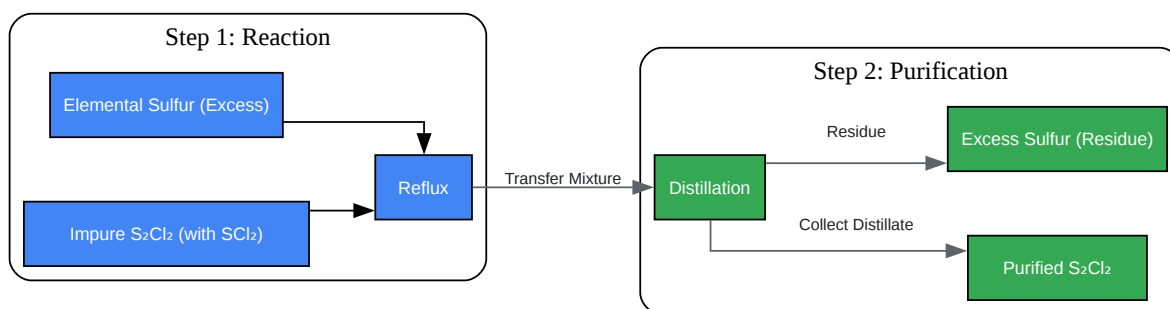 Step 1: Reaction
Elemental Sulfur (Excess)
Reflux
Impure S₂Cl₂ (with SCl₂)
Transfer Mixture
Step 2: Purification
Distillation
Residue
Excess Sulfur (Residue)
Collect Distillate
Purified S₂Cl₂